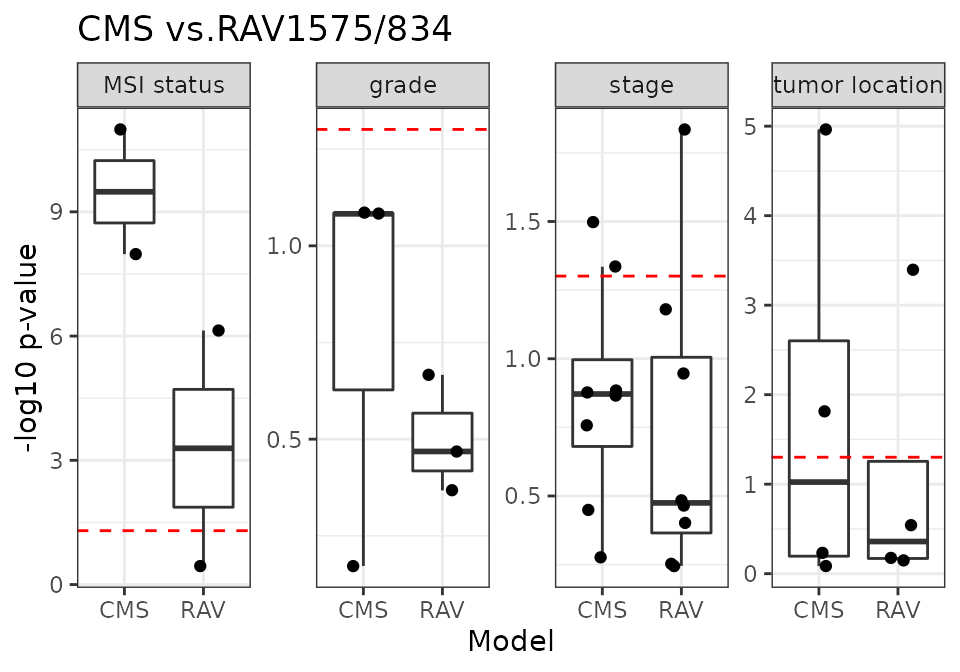 CMS vs.RAV1575/834
MSI status
grade
stage
tumor location
-log10 p-value
9
6
3
0
1.0
0.5
1.5
1.0
0.5
5
4
3
2
1
0
CMS RAV
CMS RAV
CMS RAV
CMS RAV
Model